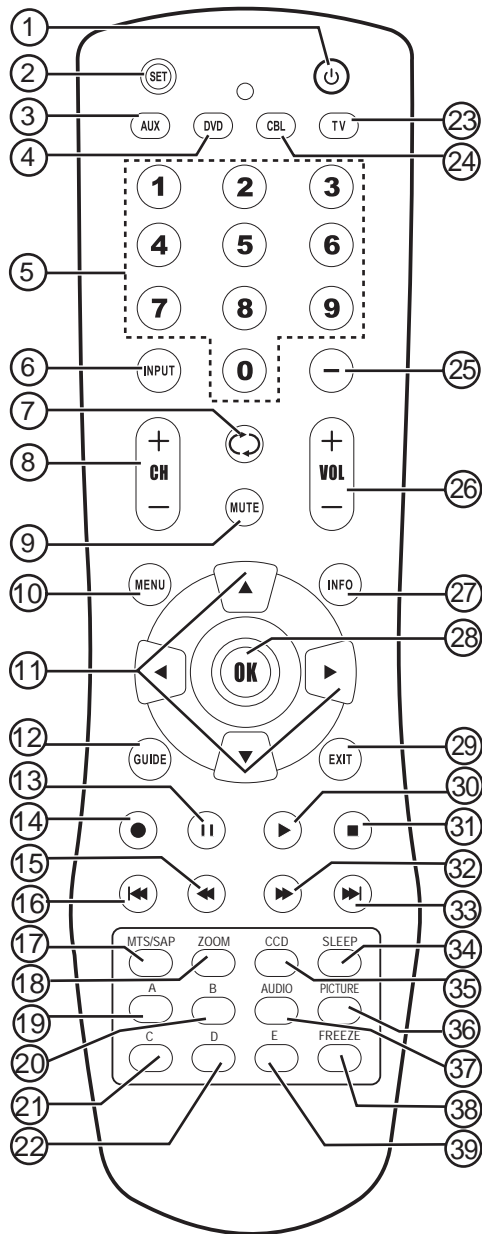 1
2 SET
3 AUX DVD CBL TV 23
4 24
1 2 3
4 5 6
5
7 8 9
6 INPUT 0 − 25
7
8 + CH − + VOL − 26
9 MUTE
10 MENU INFO 27
28
11 OK
12 GUIDE EXIT 29
13 30
14 31
15 32
16 33
17 MTS/SAP ZOOM CCD SLEEP 34
18 35
19 A B AUDIO PICTURE 36
20 37
21 C D E FREEZE 38
22 39